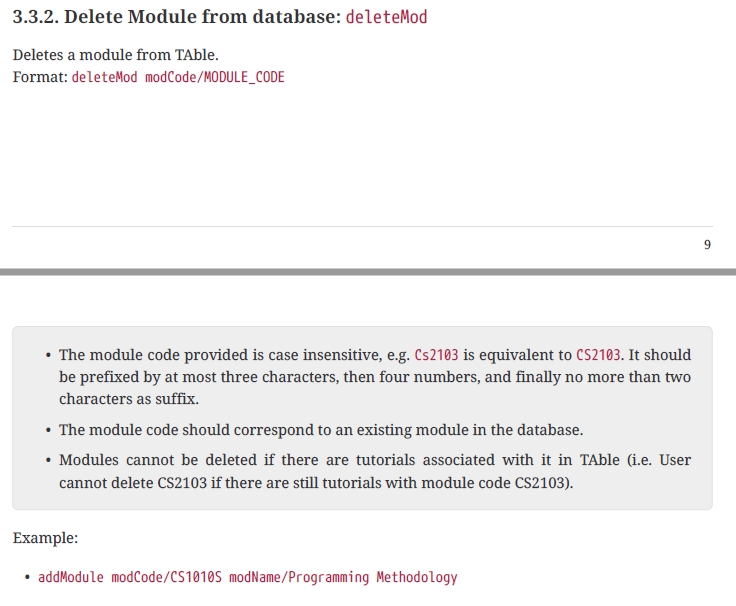 3.3.2. Delete Module from database: deleteMod
Deletes a module from TAble.
Format: deleteMod modCode/MODULE_CODE
9
• The module code provided is case insensitive, e.g. Cs2103 is equivalent to CS2103. It should
be prefixed by at most three characters, then four numbers, and finally no more than two
characters as suffix.
• The module code should correspond to an existing module in the database.
• Modules cannot be deleted if there are tutorials associated with it in TAble (i.e. User
cannot delete CS2103 if there are still tutorials with module code CS2103).
Example:
• addModule modCode/CS1010S modName/Programming Methodology